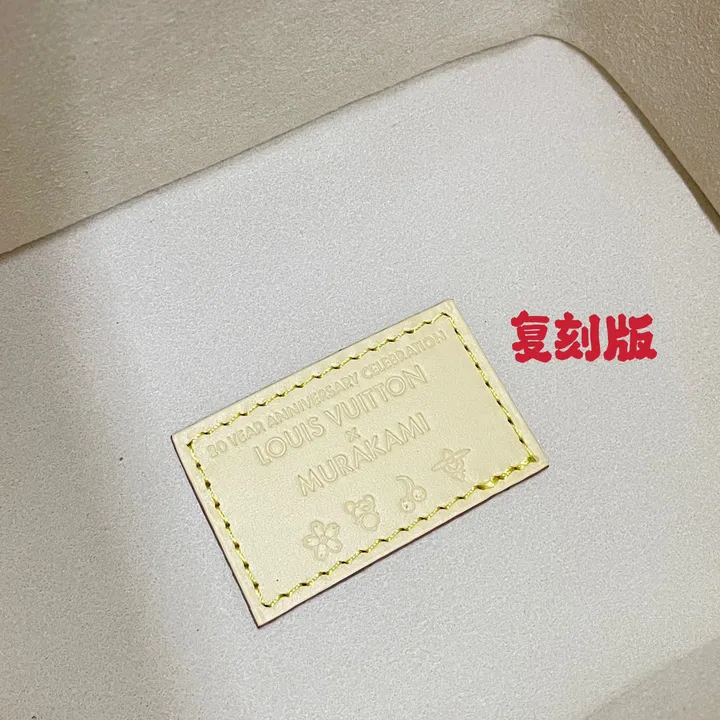 20 YEAR ANNIVERSARY CELEBRATION
LOUIS VUITTON
x
MURAKAMI
复刻版